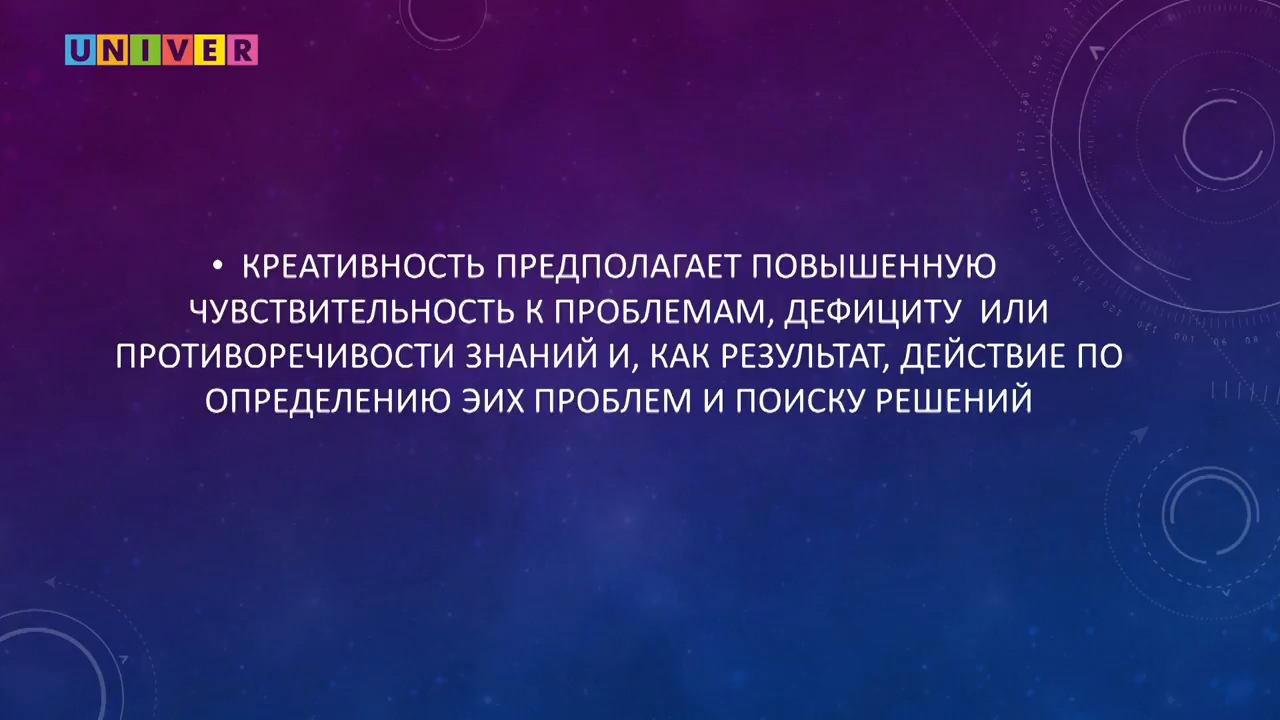 UNIVER
• КРЕАТИВНОСТЬ ПРЕДПОЛАГАЕТ ПОВЫШЕННУЮ
ЧУВСТВИТЕЛЬНОСТЬ К ПРОБЛЕМАМ, ДЕФИЦИТУ ИЛИ
ПРОТИВОРЕЧИВОСТИ ЗНАНИЙ И, КАК РЕЗУЛЬТАТ, ДЕЙСТВИЕ ПО
ОПРЕДЕЛЕНИЮ ЭИХ ПРОБЛЕМ И ПОИСКУ РЕШЕНИЙ